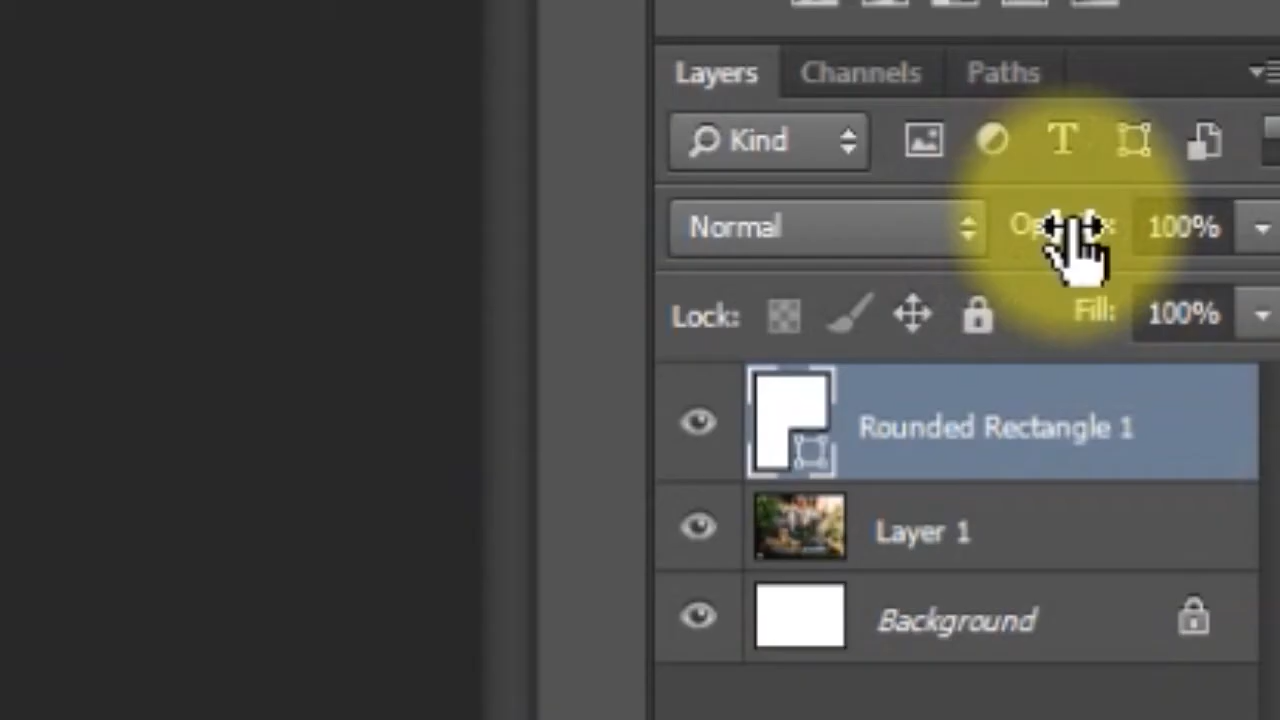 Layers Channels Paths
Kind T
Normal 100%
Lock: Fill: 100%
Rounded Rectangle 1
Layer 1
Background